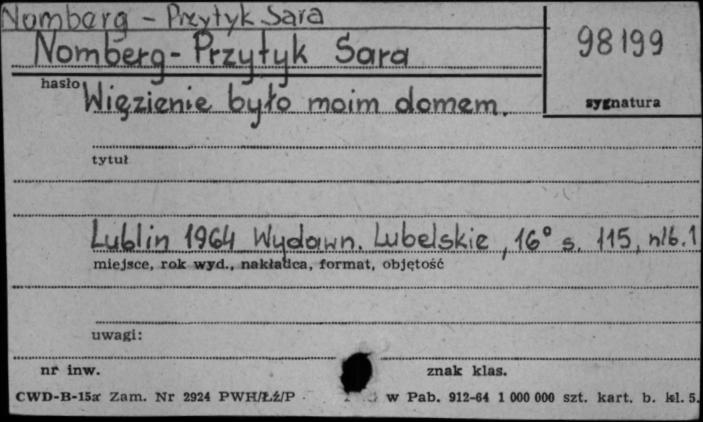 Nomberg - Przytyk Sara
Nomberg - Przytyk Sara
98199
hasło
Więzienie było moim domem.
sygnatura
tytuł
Lublin 1964 Wydawn. Lubelskie, 16° s. 115, nlb. 1
miejsce, rok wyd., nakładca, format, objętość
uwagi:
nr inw.
znak klas.
CWD-B-15a Zam. Nr 2924 PWH/Łż/P w Pab. 912-64 1 000 000 szt. kart. b. kl. 5.